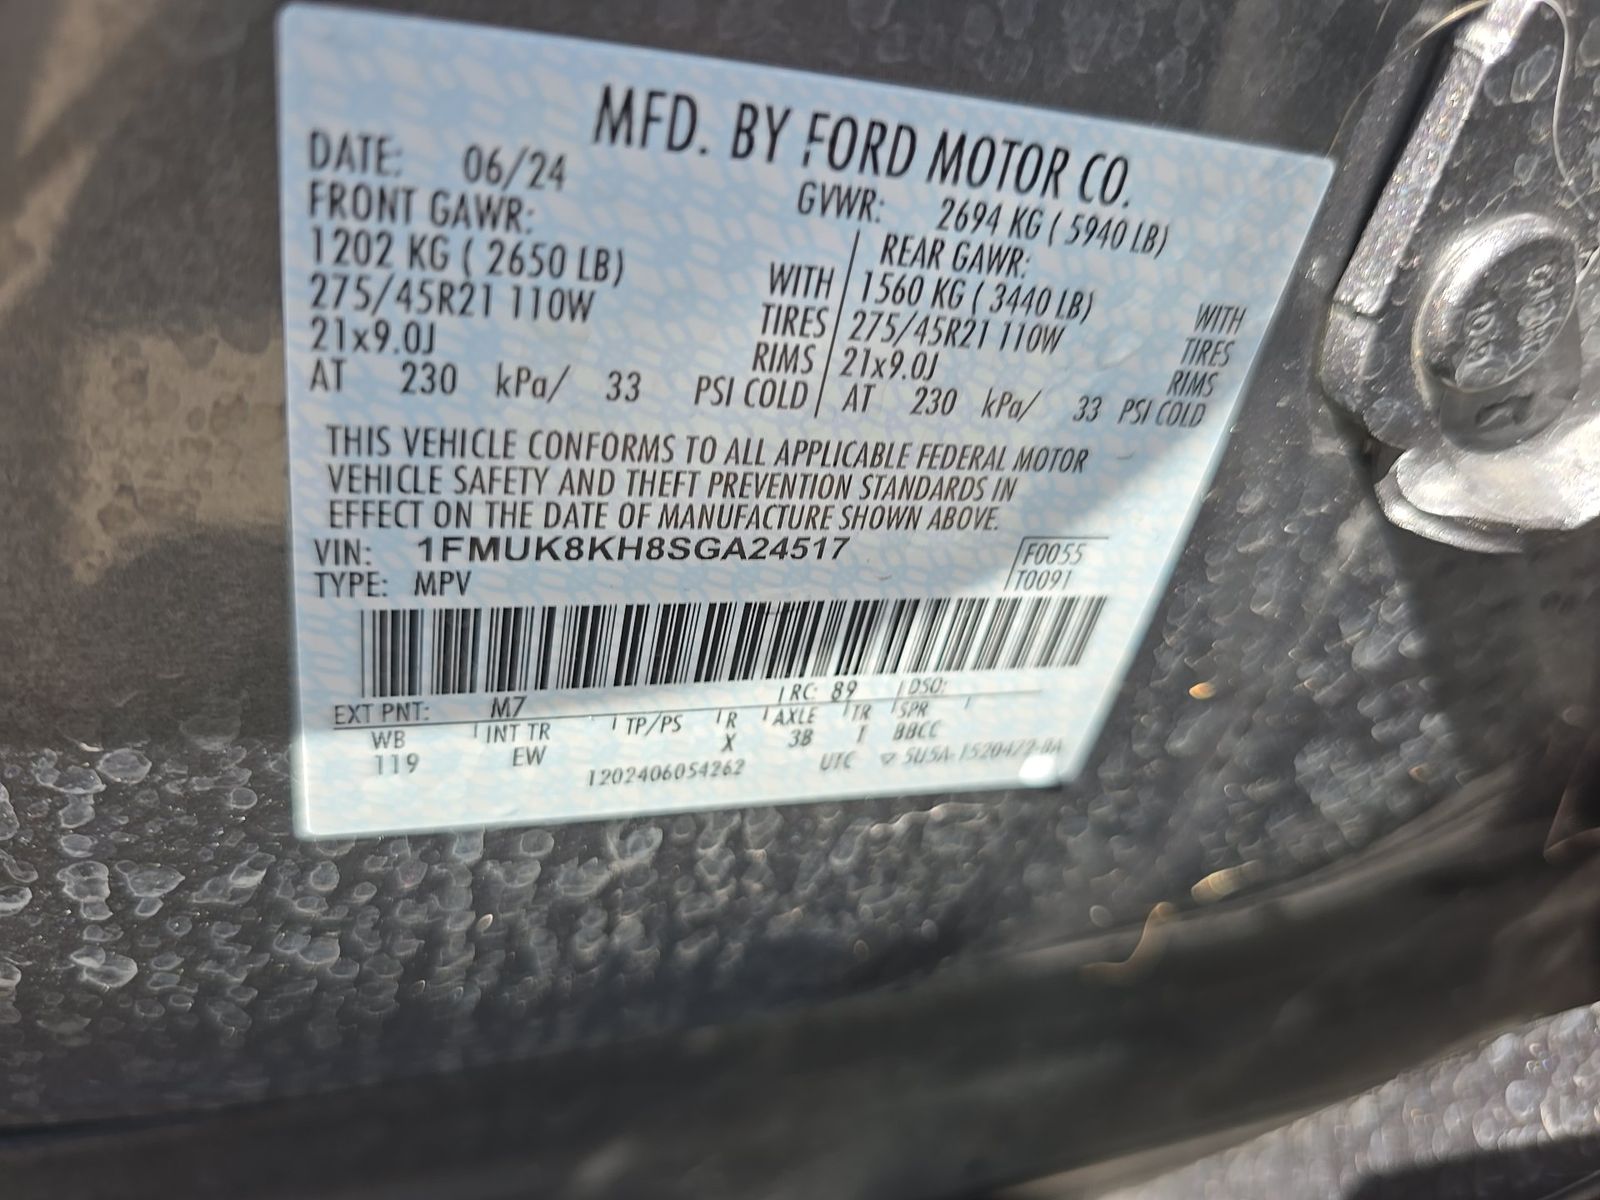 MFD. BY FORD MOTOR CO.
DATE: 06/24 GVWR: 2694 KG ( 5940 LB)
FRONT GAWR: REAR GAWR:
1202 KG ( 2650 LB) WITH 1560 KG ( 3440 LB) WITH
275/45R21 110W TIRES 275/45R21 110W TIRES
21x9.0J RIMS 21x9.0J RIMS
AT 230 kPa/ 33 PSI COLD AT 230 kPa/ 33 PSI COLD
THIS VEHICLE CONFORMS TO ALL APPLICABLE FEDERAL MOTOR
VEHICLE SAFETY AND THEFT PREVENTION STANDARDS IN
EFFECT ON THE DATE OF MANUFACTURE SHOWN ABOVE.
VIN: 1FMUK8KH8SGA24517 F0055
TYPE: MPV T0091
EXT PNT: M7 RC: 89 DSO:
WB INT TR TP/PS R AXLE TR SPR
119 EW X 3B 1 BBCC
1202406054262 UTC